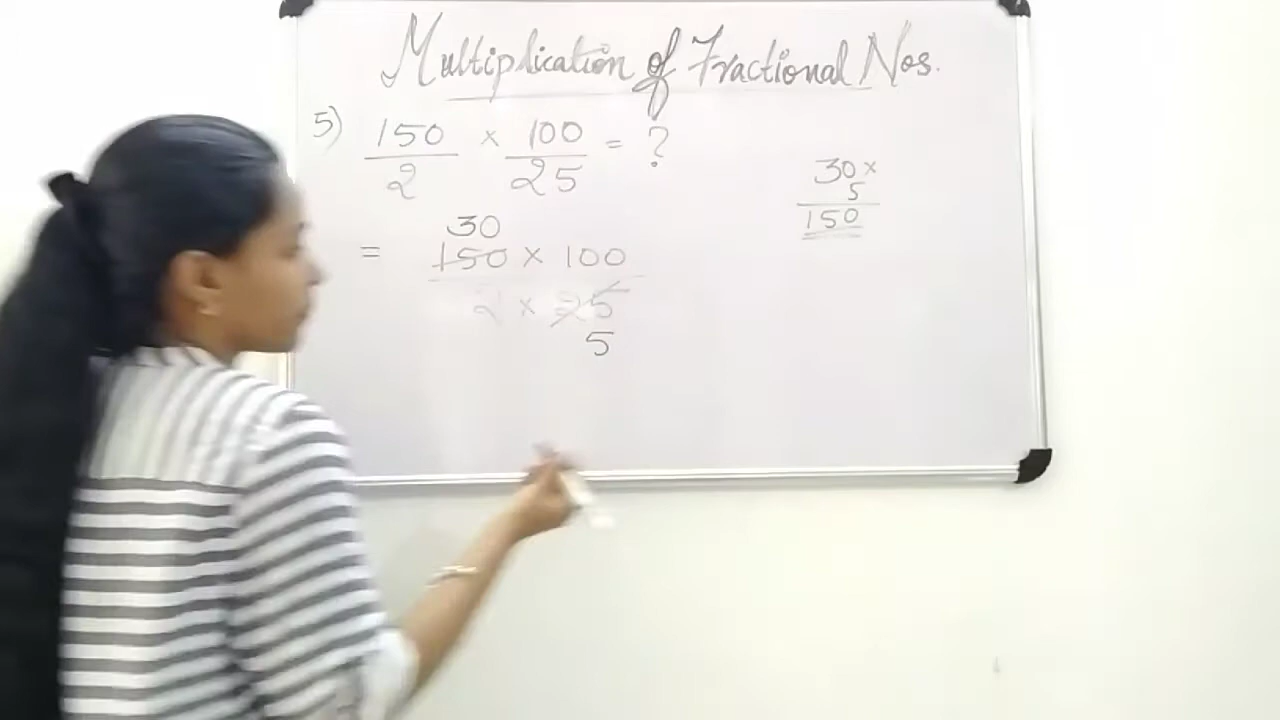 Multiplication of Fractional Nos.
5) 150/2 × 100/25 = ?
30 ×
5
150
30
= 150 × 100
2 × 25
5